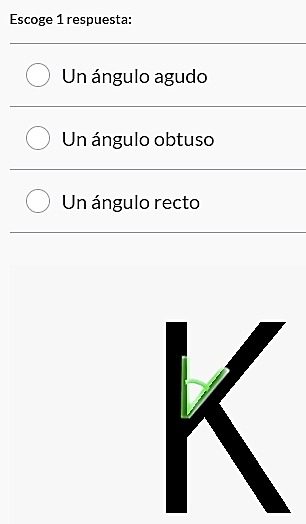 Escoge 1 respuesta:
Un ángulo agudo
Un ángulo obtuso
Un ángulo recto
K